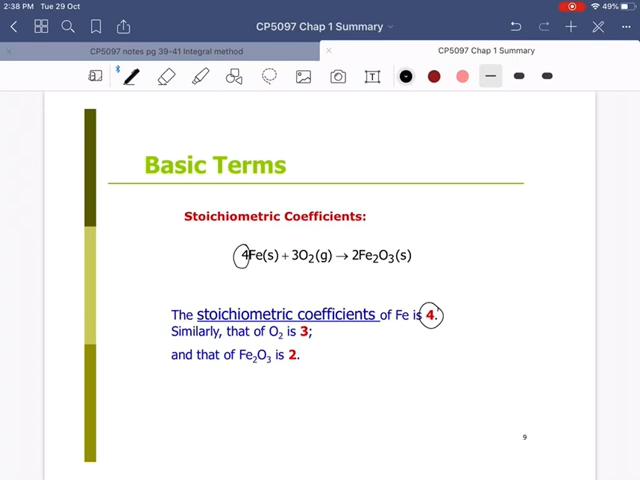 2:38 PM Tue 29 Oct
49%
CP5097 Chap 1 Summary
CP5097 notes pg 39-41 Integral method
CP5097 Chap 1 Summary
T
Basic Terms
Stoichiometric Coefficients:
4Fe(s) + 3O₂(g) → 2Fe₂O₃(s)
The stoichiometric coefficients of Fe is 4.
Similarly, that of O₂ is 3;
and that of Fe₂O₃ is 2.
9